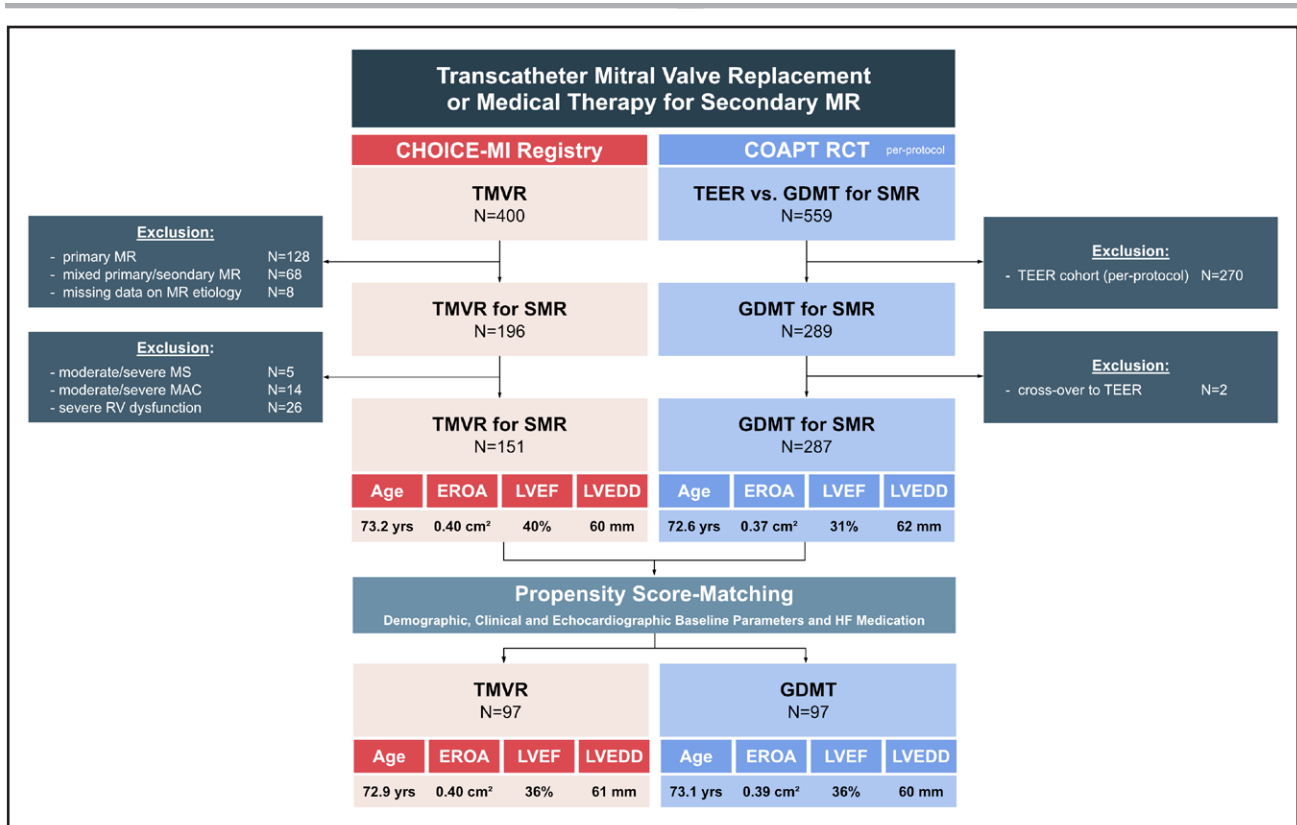 Transcatheter Mitral Valve Replacement
or Medical Therapy for Secondary MR
CHOICE-MI Registry
COAPT RCT per-protocol
TMVR
N=400
TEER vs. GDMT for SMR
N=559
Exclusion:
- primary MR N=128
- mixed primary/seondary MR N=68
- missing data on MR etiology N=8
Exclusion:
- TEER cohort (per-protocol) N=270
TMVR for SMR
N=196
GDMT for SMR
N=289
Exclusion:
- moderate/severe MS N=5
- moderate/severe MAC N=14
- severe RV dysfunction N=26
Exclusion:
- cross-over to TEER N=2
TMVR for SMR
N=151
GDMT for SMR
N=287
Age EROA LVEF LVEDD
73.2 yrs 0.40 cm² 40% 60 mm
Age EROA LVEF LVEDD
72.6 yrs 0.37 cm² 31% 62 mm
Propensity Score-Matching
Demographic, Clinical and Echocardiographic Baseline Parameters and HF Medication
TMVR
N=97
GDMT
N=97
Age EROA LVEF LVEDD
72.9 yrs 0.40 cm² 36% 61 mm
Age EROA LVEF LVEDD
73.1 yrs 0.39 cm² 36% 60 mm